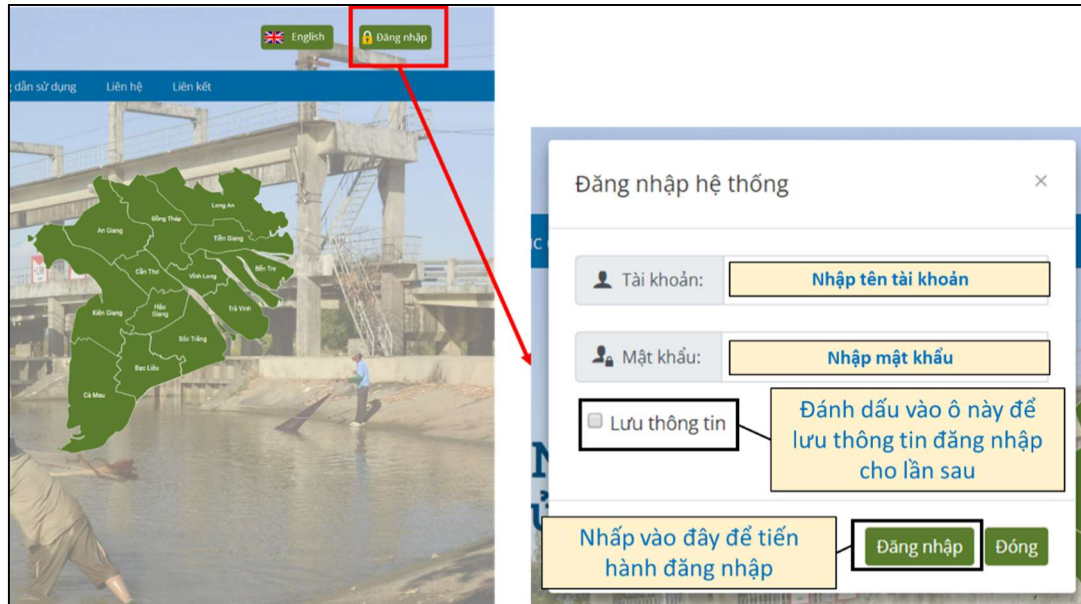 English
Đăng nhập
dẫn sử dụng
Liên hệ
Liên kết
Long An
Đồng Tháp
An Giang
Tiền Giang
Cần Thơ
Vĩnh Long
Bến Tre
Kiên Giang
Hậu
Giang
Trà Vinh
Sóc Trăng
Bạc Liêu
Cà Mau
Đăng nhập hệ thống
×
Tài khoản:
Nhập tên tài khoản
Mật khẩu:
Nhập mật khẩu
Lưu thông tin
Đánh dấu vào ô này để
lưu thông tin đăng nhập
cho lần sau
Nhấp vào đây để tiến
hành đăng nhập
Đăng nhập
Đóng